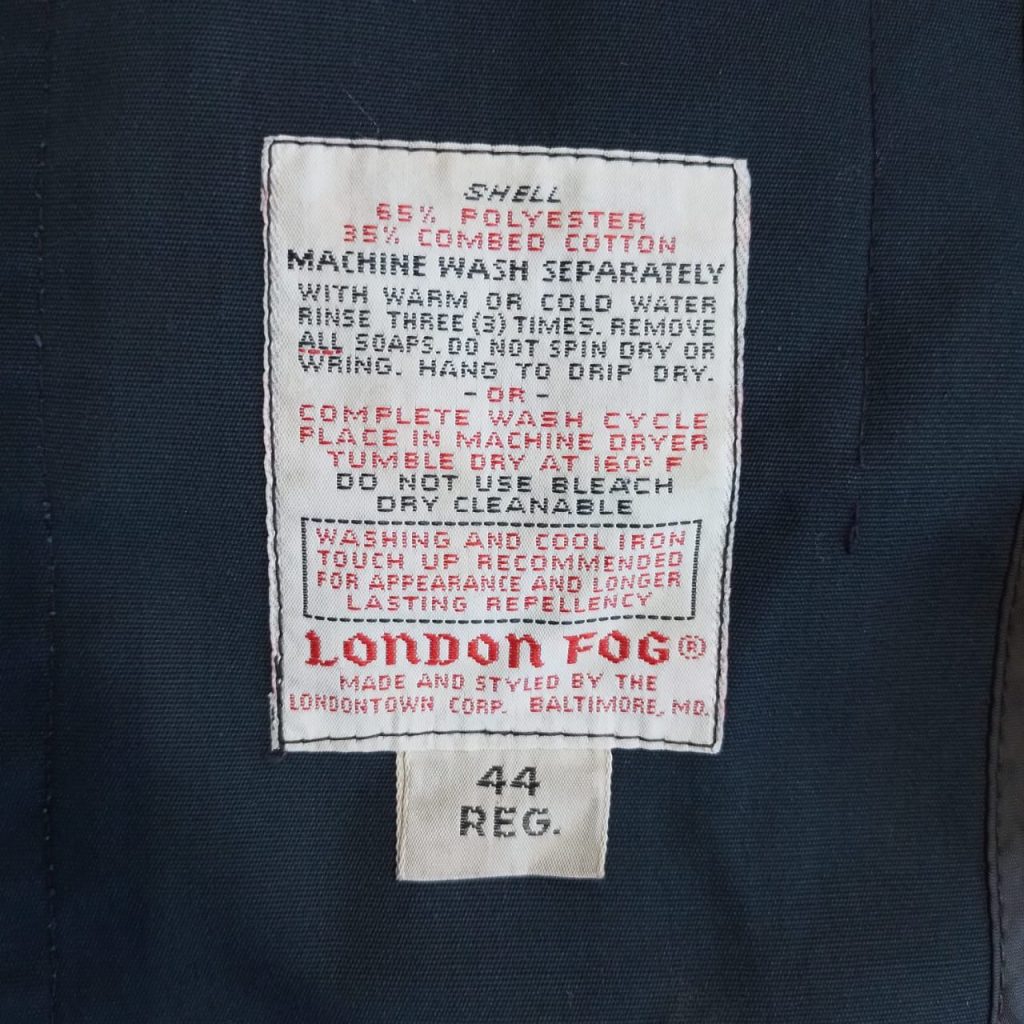 SHELL
65% POLYESTER
35% COMBED COTTON
MACHINE WASH SEPARATELY
WITH WARM OR COLD WATER
RINSE THREE (3) TIMES. REMOVE
ALL SOAPS. DO NOT SPIN DRY OR
WRING. HANG TO DRIP DRY.
- OR -
COMPLETE WASH CYCLE
PLACE IN MACHINE DRYER
TUMBLE DRY AT 160° F
DO NOT USE BLEACH
DRY CLEANABLE
WASHING AND COOL IRON
TOUCH UP RECOMMENDED
FOR APPEARANCE AND LONGER
LASTING REPELLENCY
LONDON FOG®
MADE AND STYLED BY THE
LONDONTOWN CORP. BALTIMORE, MD.
44
REG.